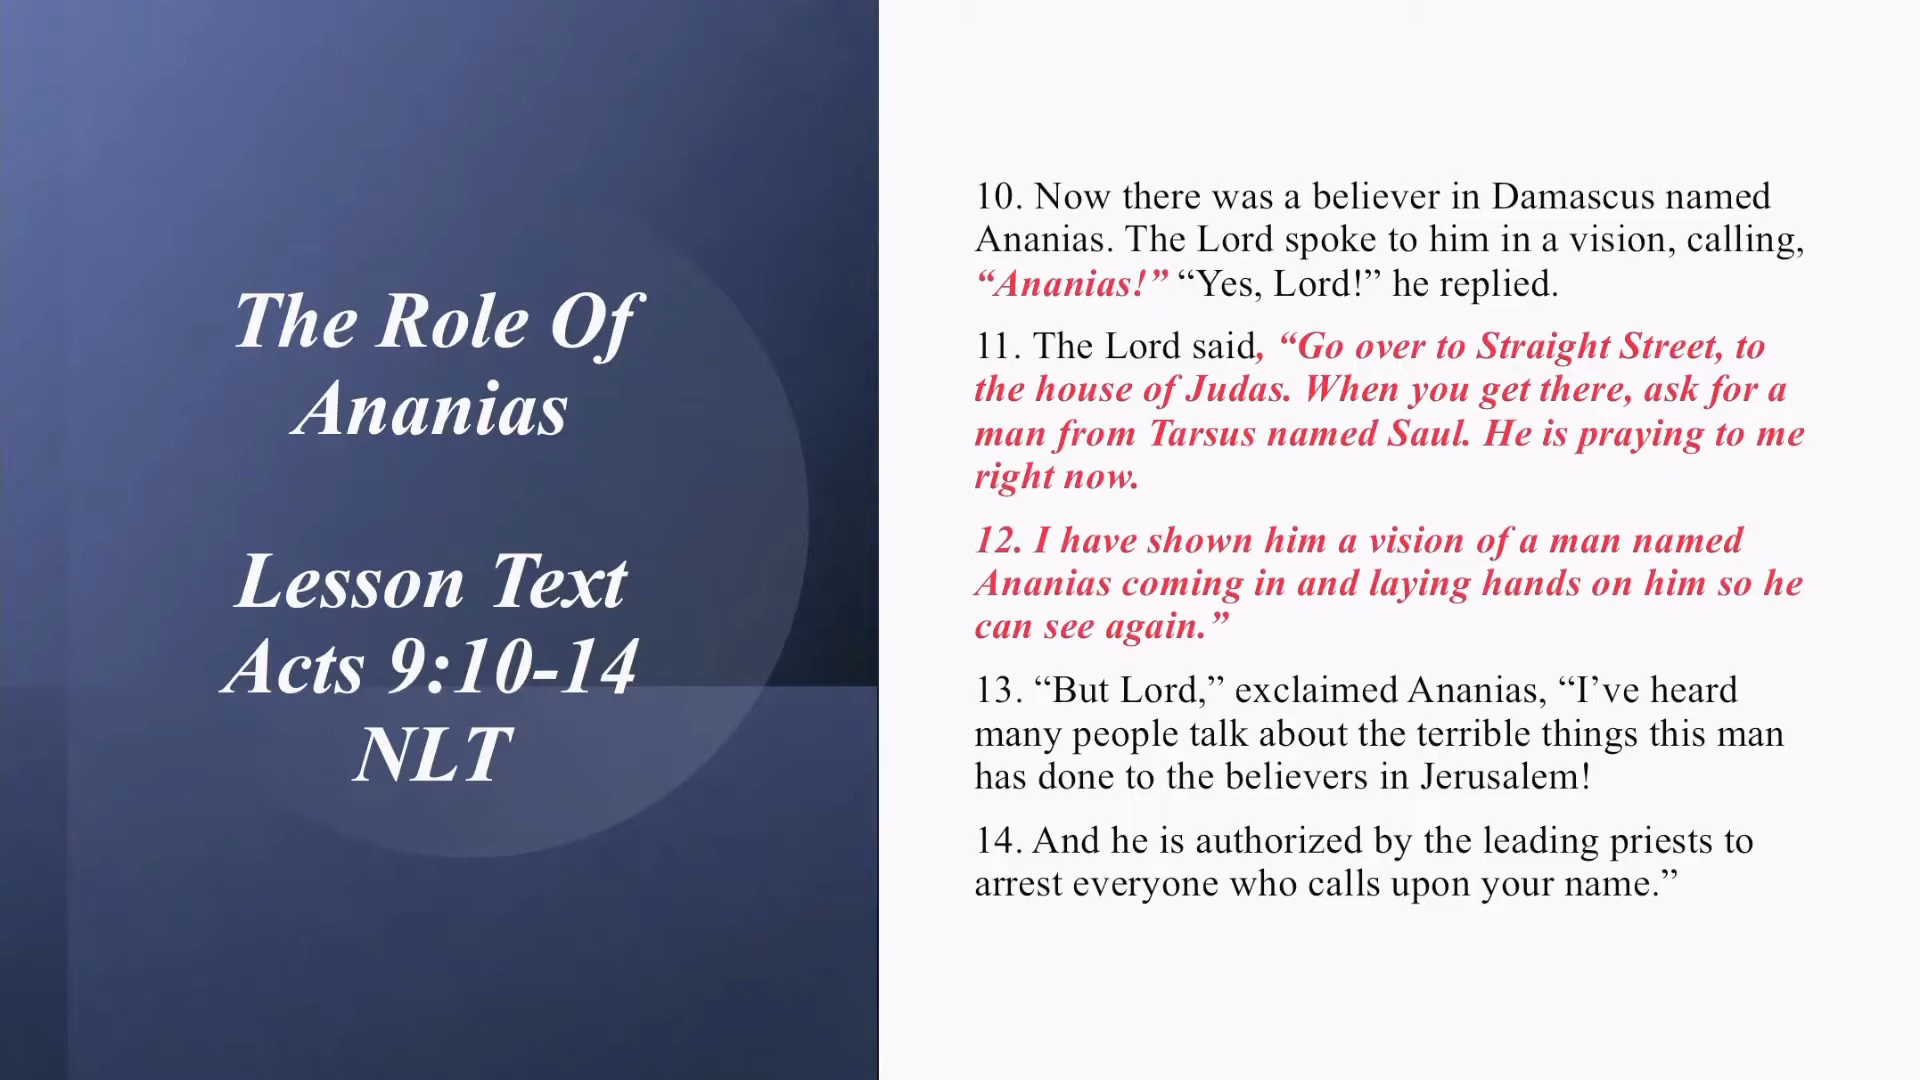 The Role Of
Ananias
Lesson Text
Acts 9:10-14
NLT
10. Now there was a believer in Damascus named
Ananias. The Lord spoke to him in a vision, calling,
“Ananias!” “Yes, Lord!” he replied.
11. The Lord said, “Go over to Straight Street, to
the house of Judas. When you get there, ask for a
man from Tarsus named Saul. He is praying to me
right now.
12. I have shown him a vision of a man named
Ananias coming in and laying hands on him so he
can see again.”
13. “But Lord,” exclaimed Ananias, “I’ve heard
many people talk about the terrible things this man
has done to the believers in Jerusalem!
14. And he is authorized by the leading priests to
arrest everyone who calls upon your name.”